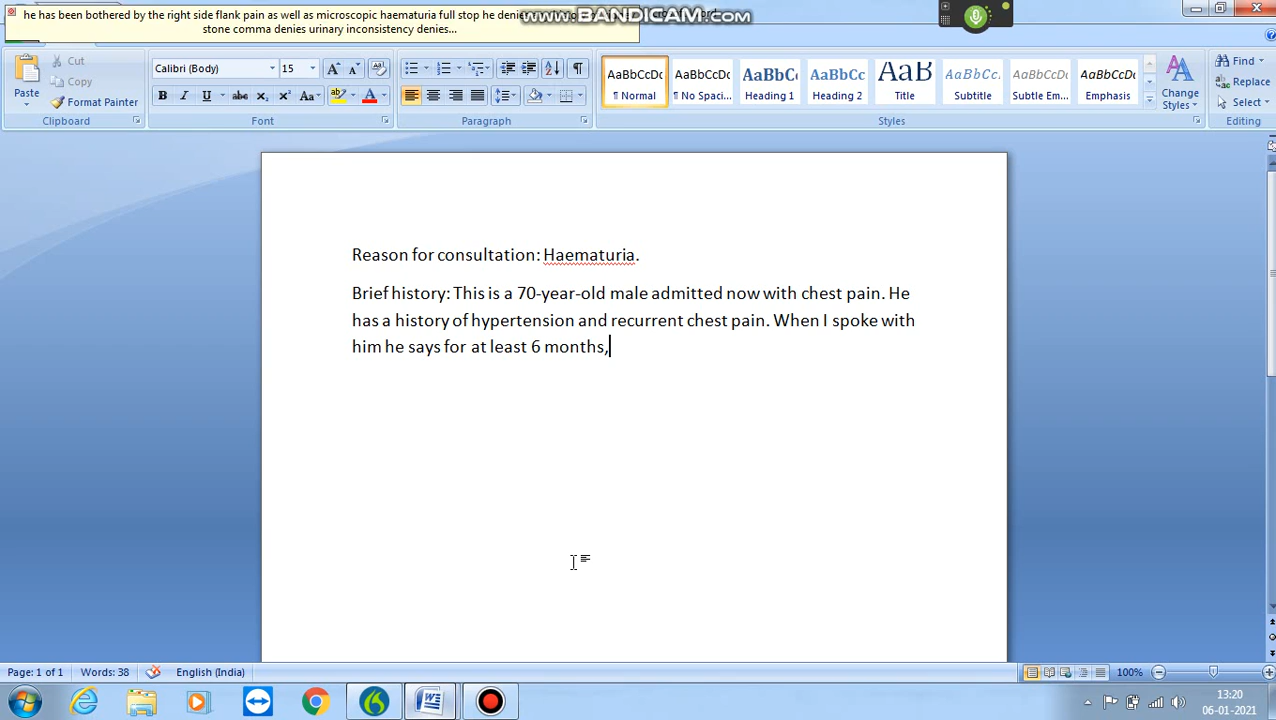 he has been bothered by the right side flank pain as well as microscopic haematuria full stop he denie
www.BANDICAM.com
stone comma denies urinary inconsistency denies...
Cut
Copy
Format Painter
Paste
Clipboard
Calibri (Body) 15
B I U abc x₂ x² Aa
Font
Paragraph
AaBbCcDc AaBbCcDc AaBbCc AaBbCc AaB AaBbCc. AaBbCcDc AaBbCcDc
¶ Normal ¶ No Spaci... Heading 1 Heading 2 Title Subtitle Subtle Em... Emphasis
Styles
Change
Styles
Find
Replace
Select
Editing
Reason for consultation: Haematuria.
Brief history: This is a 70-year-old male admitted now with chest pain. He
has a history of hypertension and recurrent chest pain. When I spoke with
him he says for at least 6 months,
Page: 1 of 1 Words: 38 English (India) 100%
13:20
06-01-2021